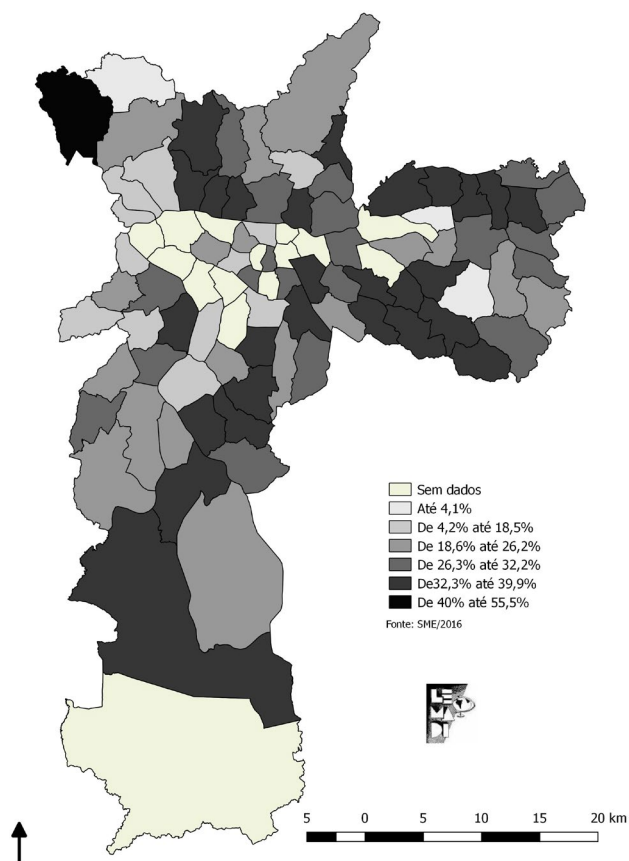 Sem dados
Até 4,1%
De 4,2% até 18,5%
De 18,6% até 26,2%
De 26,3% até 32,2%
De32,3% até 39,9%
De 40% até 55,5%
Fonte: SME/2016
5 0 5 10 15 20 km